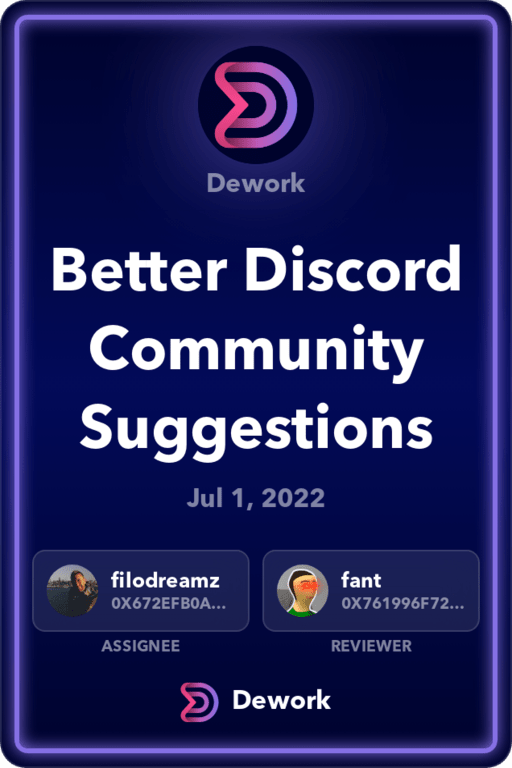 Dework
Better Discord
Community
Suggestions
Jul 1, 2022
filodreamz
0X672EFB0A...
fant
0X761996F72...
ASSIGNEE
REVIEWER
Dework